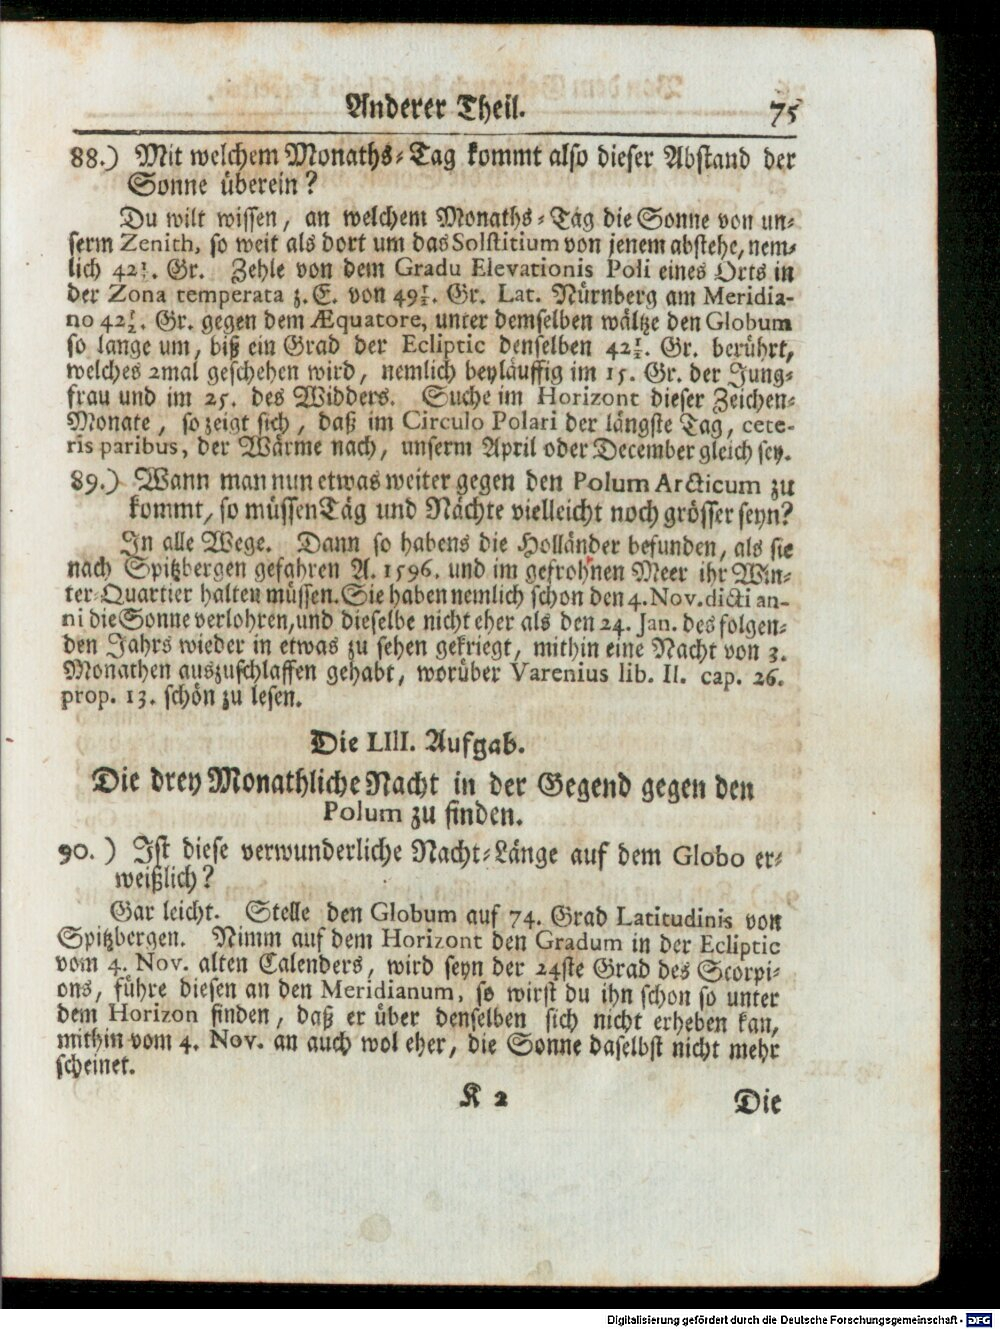 Anderer Theil. 75
88.) Mit welchem Monaths-Tag kommt also dieser Abstand der
Sonne überein?
Du wilt wissen, an welchem Monaths-Tag die Sonne von un-
serm Zenith, so weit als dort um das Solstitium von jenem abstehe, nem-
lich 42½. Gr. Zehle von dem Gradu Elevationis Poli eines Orts in
der Zona temperata z. E. von 49½. Gr. Lat. Nürnberg am Meridia-
no 42½. Gr. gegen dem Æquatore, unter demselben wältze den Globum
so lange um, biß ein Grad der Ecliptic denselben 42½. Gr. berührt,
welches 2mal geschehen wird, nemlich beyläuffig im 15. Gr. der Jung-
frau und im 25. des Widders. Suche im Horizont dieser Zeichen-
Monate, so zeigt sich, daß im Circulo Polari der längste Tag, cete-
ris paribus, der Wärme nach, unserm April oder December gleich sey.
89.) Wann man nun etwas weiter gegen den Polum Arcticum zu
kommt, so müssen Täg und Nächte vielleicht noch grösser seyn?
In alle Wege. Dann so habens die Holländer befunden, als sie
nach Spitzbergen gefahren A. 1596. und im gefrohnen Meer ihr Win-
ter-Quartier halten müssen. Sie haben nemlich schon den 4. Nov. dicti an-
ni die Sonne verlohren, und dieselbe nicht eher als den 24. Jan. des folgen-
den Jahrs wieder in etwas zu sehen gekriegt, mithin eine Nacht von 3.
Monathen auszuschlaffen gehabt, worüber Varenius lib. II. cap. 26.
prop. 13. schön zu lesen.
Die LIII. Aufgab.
Die drey Monathliche Nacht in der Gegend gegen den
Polum zu finden.
90.) Ist diese verwunderliche Nacht-Länge auf dem Globo er-
weißlich?
Gar leicht. Stelle den Globum auf 74. Grad Latitudinis von
Spitzbergen. Nimm auf dem Horizont den Gradum in der Ecliptic
vom 4. Nov. alten Calenders, wird seyn der 24ste Grad des Scorpi-
ons, führe diesen an den Meridianum, so wirst du ihn schon so unter
dem Horizon finden, daß er über denselben sich nicht erheben kan,
mithin vom 4. Nov. an auch wol eher, die Sonne daselbst nicht mehr
scheinet.
K 2 Die
Digitalisierung gefördert durch die Deutsche Forschungsgemeinschaft - DFG